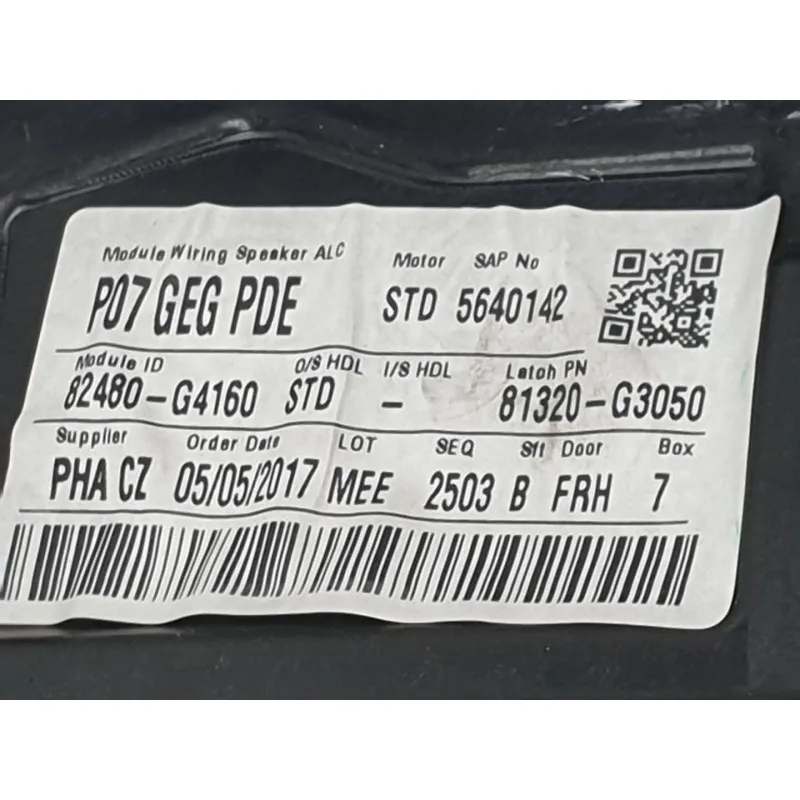 Module Wiring Speaker ALC Motor SAP No
P07 GEG PDE STD 5640142
Module ID O/S HDL I/S HDL Latch PN
82480-G4160 STD - 81320-G3050
Supplier Order Date LOT SEQ Sft Door Box
PHA CZ 05/05/2017 MEE 2503 B FRH 7